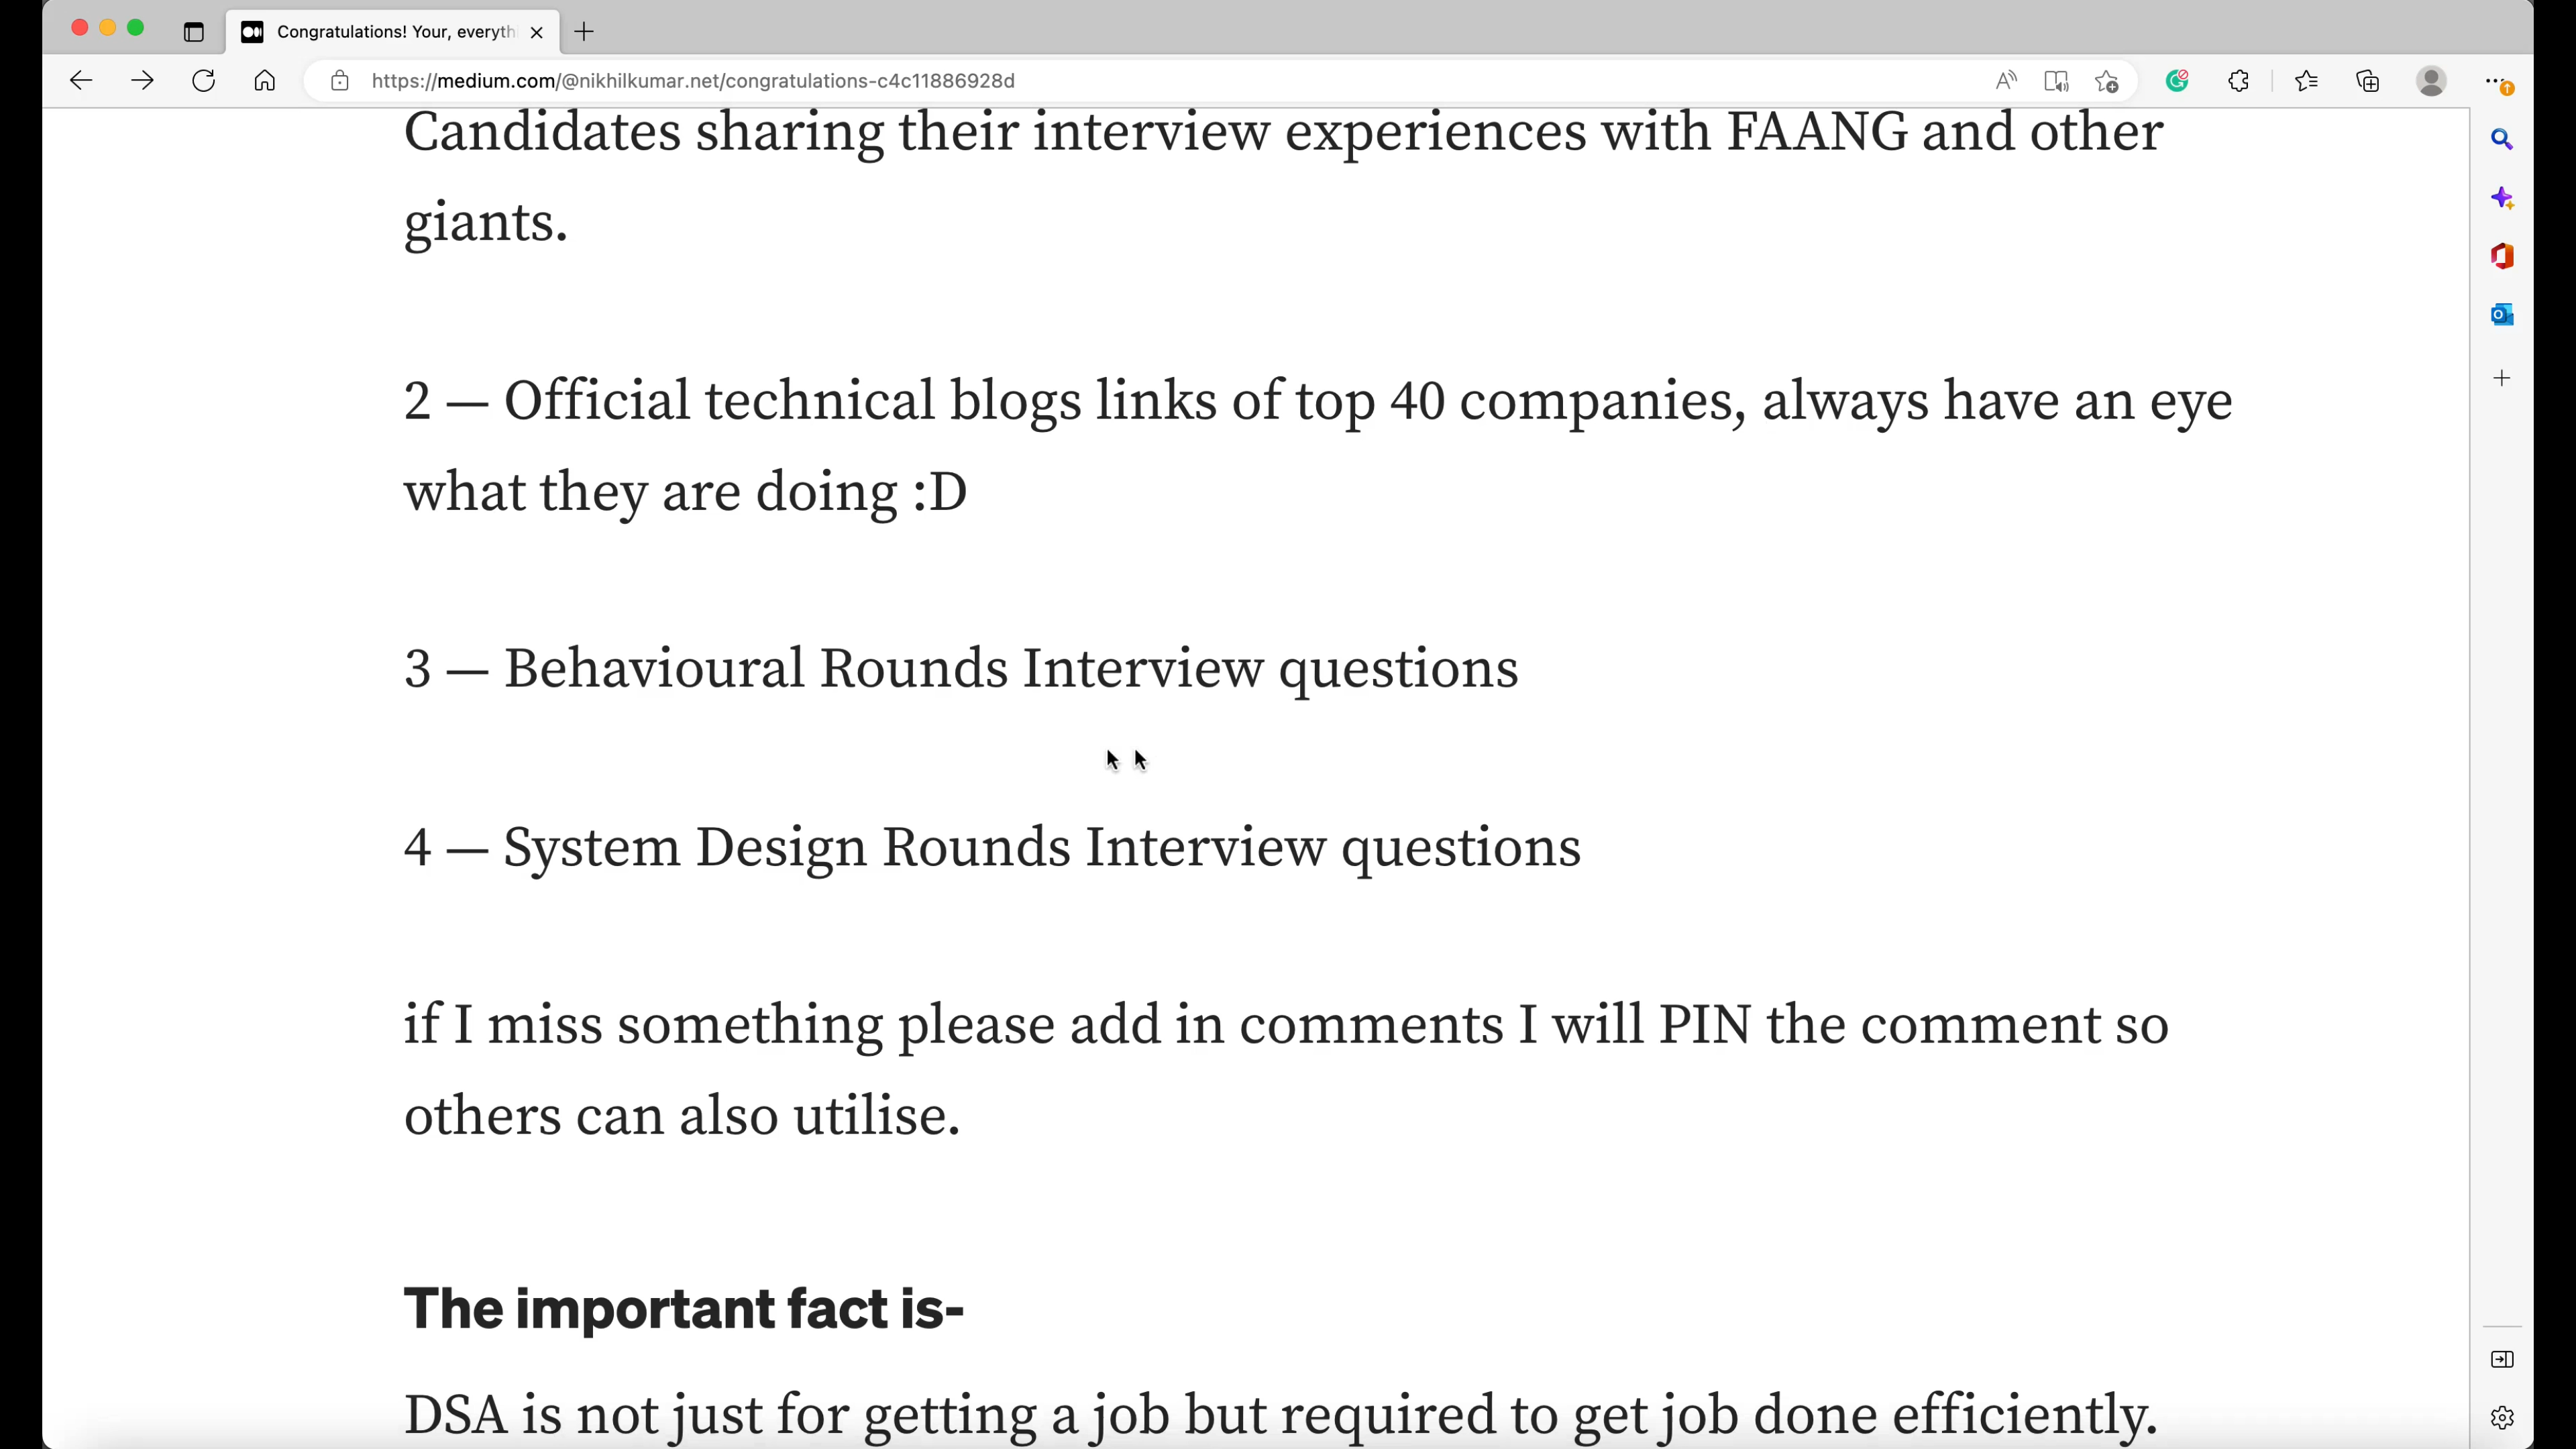 Congratulations! Your, everyth
https://medium.com/@nikhilkumar.net/congratulations-c4c11886928d
Candidates sharing their interview experiences with FAANG and other
giants.
2 — Official technical blogs links of top 40 companies, always have an eye
what they are doing :D
3 — Behavioural Rounds Interview questions
4 — System Design Rounds Interview questions
if I miss something please add in comments I will PIN the comment so
others can also utilise.
The important fact is-
DSA is not just for getting a job but required to get job done efficiently.